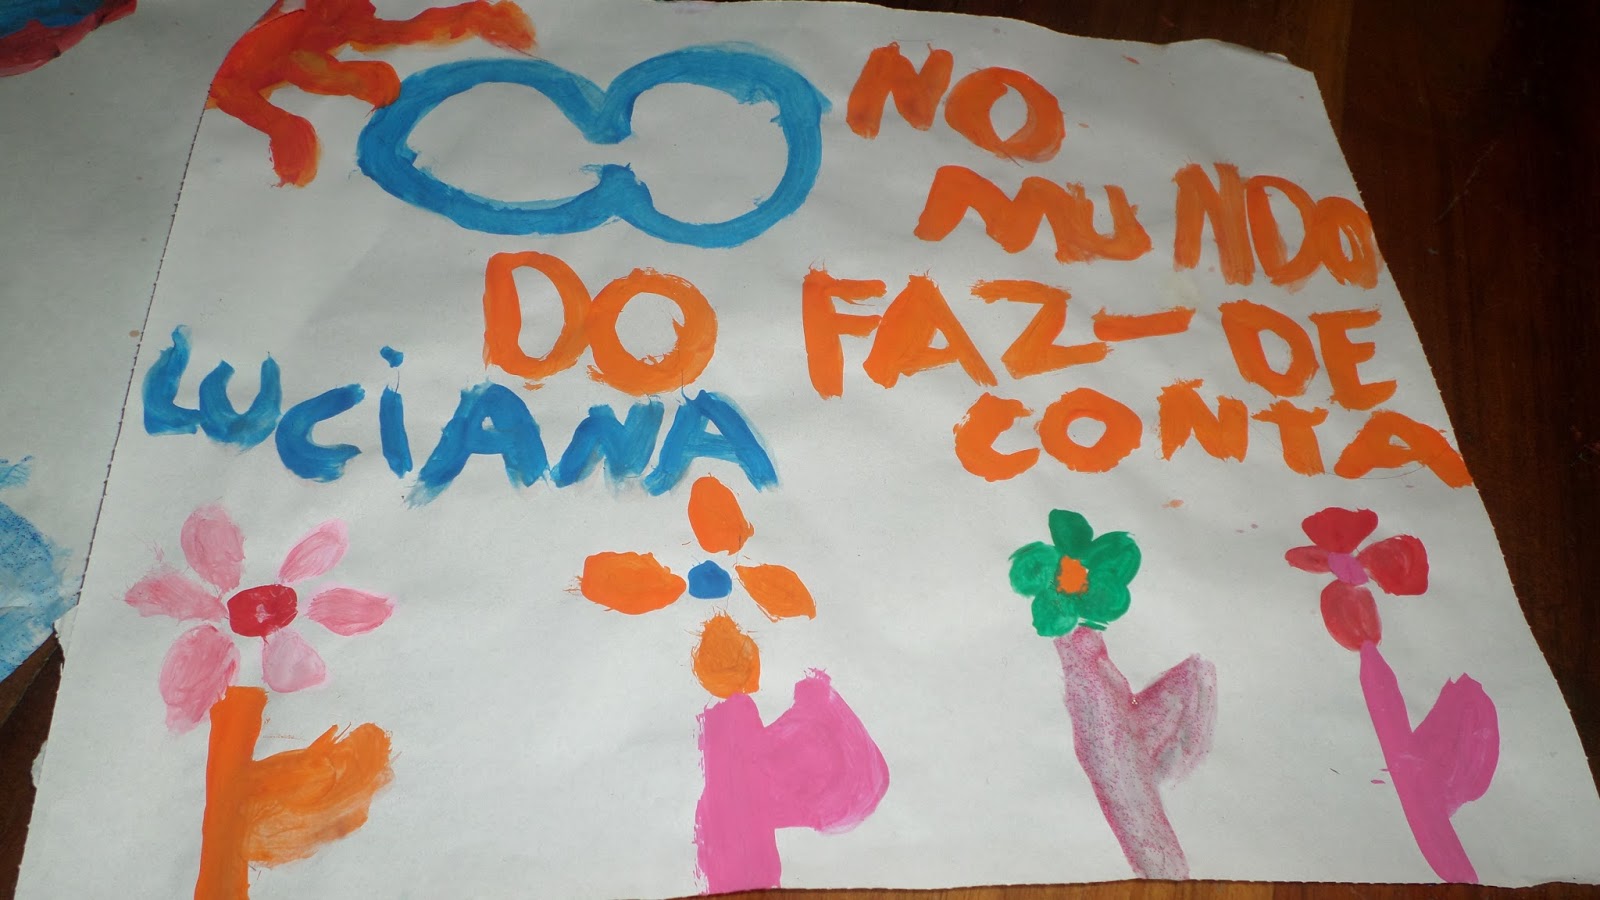 NO
MUNDO
DO FAZ-DE
CONTA
LUCiANA